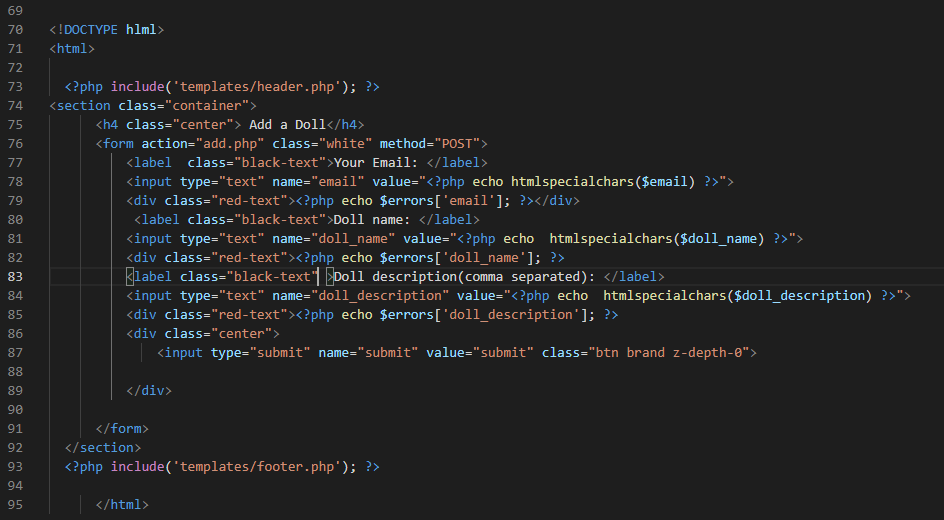 69
70 <!DOCTYPE hlml>
71 <html>
72
73 <?php include('templates/header.php'); ?>
74 <section class="container">
75 <h4 class="center"> Add a Doll</h4>
76 <form action="add.php" class="white" method="POST">
77 <label  class="black-text">Your Email: </label>
78 <input type="text" name="email" value="<?php echo htmlspecialchars($email) ?>">
79 <div class="red-text"><?php echo $errors['email']; ?></div>
80 <label class="black-text">Doll name: </label>
81 <input type="text" name="doll_name" value="<?php echo  htmlspecialchars($doll_name) ?>">
82 <div class="red-text"><?php echo $errors['doll_name']; ?>
83 <label class="black-text" >Doll description(comma separated): </label>
84 <input type="text" name="doll_description" value="<?php echo  htmlspecialchars($doll_description) ?>">
85 <div class="red-text"><?php echo $errors['doll_description']; ?>
86 <div class="center">
87 <input type="submit" name="submit" value="submit" class="btn brand z-depth-0">
88
89 </div>
90
91 </form>
92 </section>
93 <?php include('templates/footer.php'); ?>
94
95 </html>